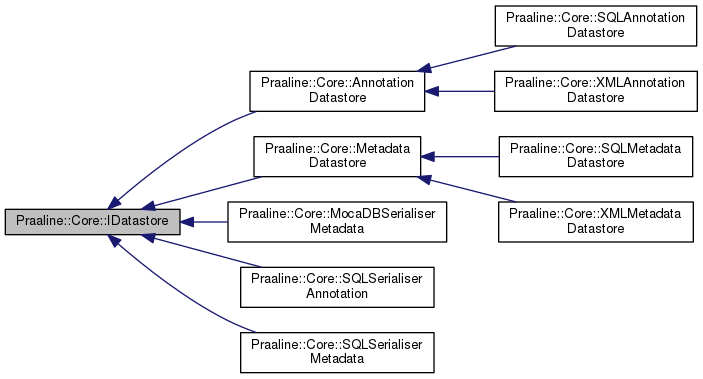 Praaline::Core::SQLAnnotation
Datastore
Praaline::Core::Annotation
Datastore
Praaline::Core::XMLAnnotation
Datastore
Praaline::Core::Metadata
Datastore
Praaline::Core::SQLMetadata
Datastore
Praaline::Core::IDatastore
Praaline::Core::MocaDBSerialiser
Metadata
Praaline::Core::XMLMetadata
Datastore
Praaline::Core::SQLSerialiser
Annotation
Praaline::Core::SQLSerialiser
Metadata